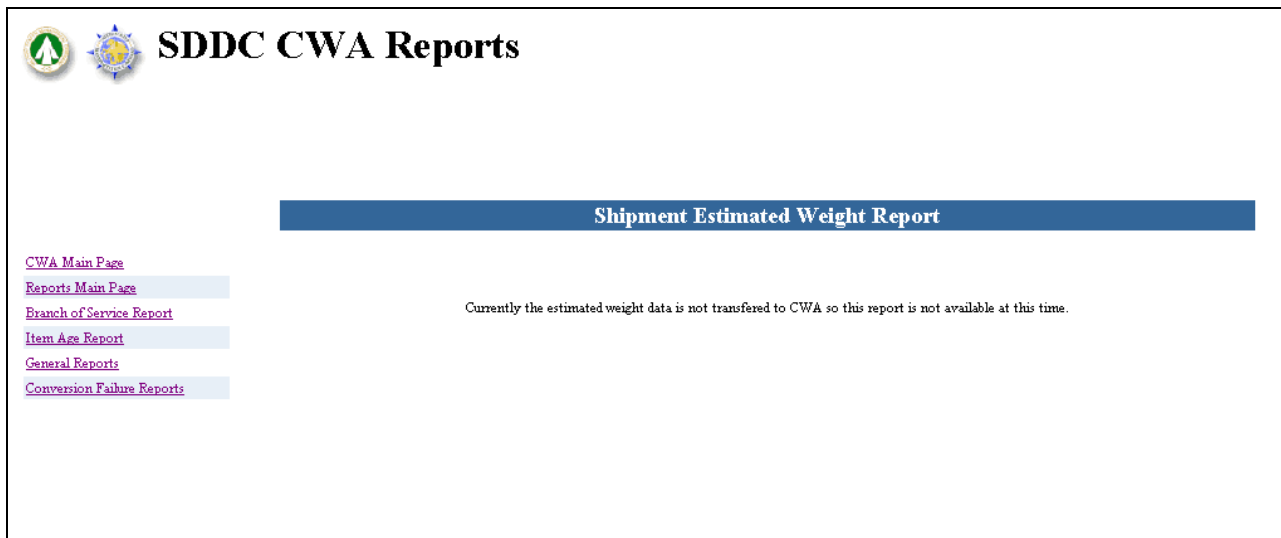 SDDC CWA Reports
Shipment Estimated Weight Report
CWA Main Page
Reports Main Page
Branch of Service Report
Item Age Report
General Reports
Conversion Failure Reports
Currently the estimated weight data is not transfered to CWA so this report is not available at this time.